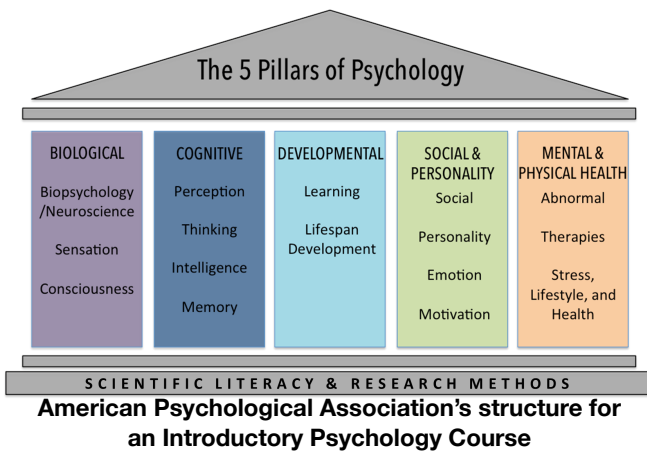 The 5 Pillars of Psychology
BIOLOGICAL
Biopsychology
/Neuroscience
Sensation
Consciousness
COGNITIVE
Perception
Thinking
Intelligence
Memory
DEVELOPMENTAL
Learning
Lifespan
Development
SOCIAL &
PERSONALITY
Social
Personality
Emotion
Motivation
MENTAL &
PHYSICAL HEALTH
Abnormal
Therapies
Stress,
Lifestyle, and
Health
SCIENTIFIC LITERACY & RESEARCH METHODS
American Psychological Association's structure for
an Introductory Psychology Course